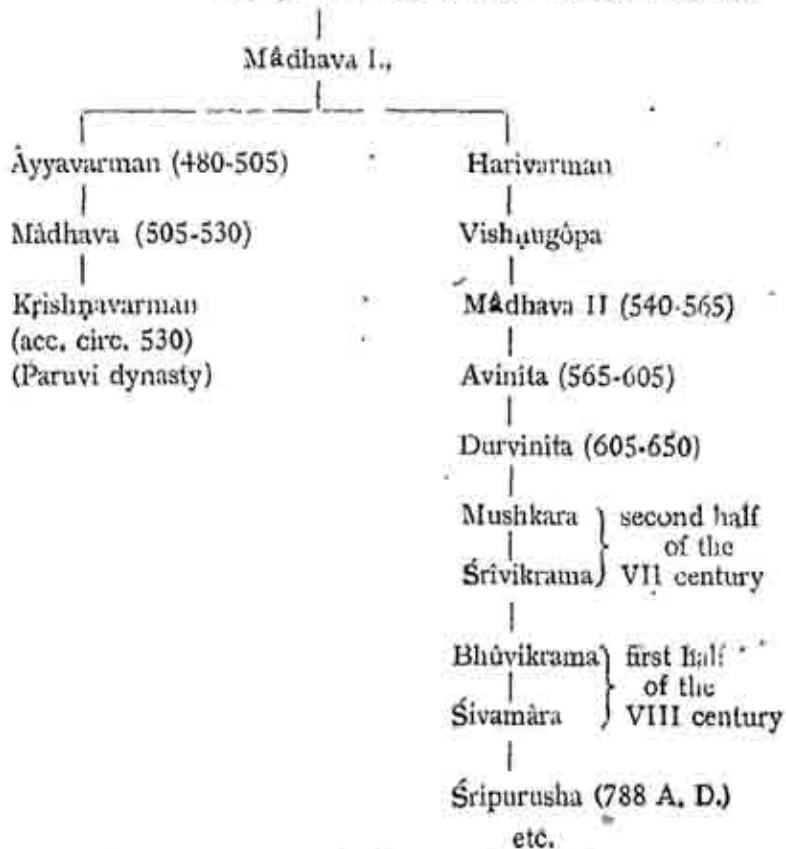 Mâdhava I.,
Âyyavarman (480-505)
Mâdhava (505-530)
Kṛishṇavarman
(acc. circ. 530)
(Paruvi dynasty)
Harivarman
Vishṇugôpa
Mâdhava II (540-565)
Avinita (565-605)
Durvinita (605-650)
Mushkara } second half
of the
Śrîvikrama } VII century
Bhûvikrama } first half
of the
Śivamâra } VIII century
Śripurusha (788 A. D.)
etc.